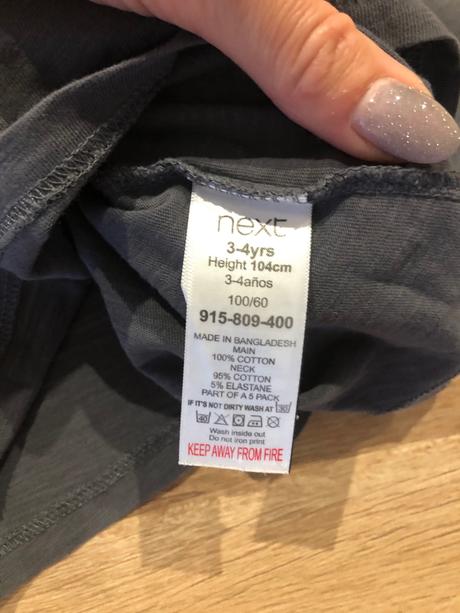 next
3-4yrs
Height 104cm
3-4años
100/60
915-809-400
MADE IN BANGLADESH
MAIN
100% COTTON
NECK
95% COTTON
5% ELASTANE
PART OF A 5 PACK
IF IT'S NOT DIRTY WASH AT 30
40
Wash inside out
Do not iron print
KEEP AWAY FROM FIRE